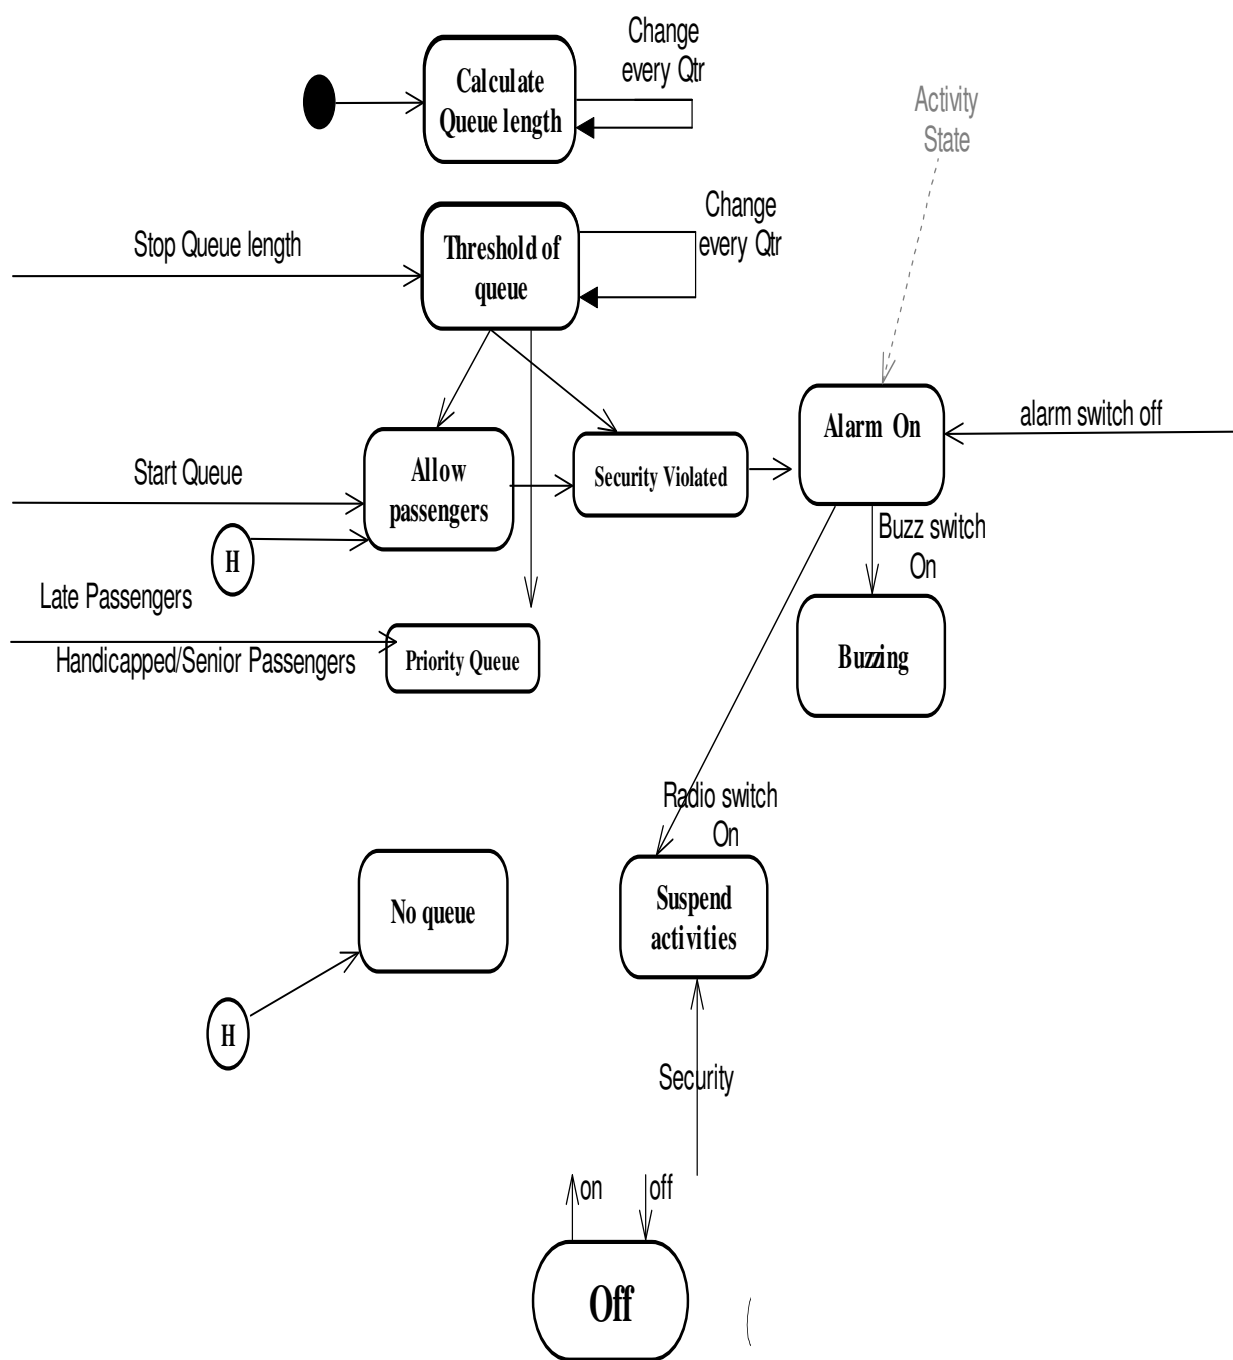 Change
every Qtr
Calculate
Queue length
Activity
State
Change
every Qtr
Stop Queue length
Threshold of
queue
alarm switch off
Alarm On
Start Queue
Allow
passengers
Security Violated
Buzz switch
On
H
Late Passengers
Handicapped/Senior Passengers
Priority Queue
Buzzing
Radio switch
On
No queue
Suspend
activities
H
Security
on
off
Off
(